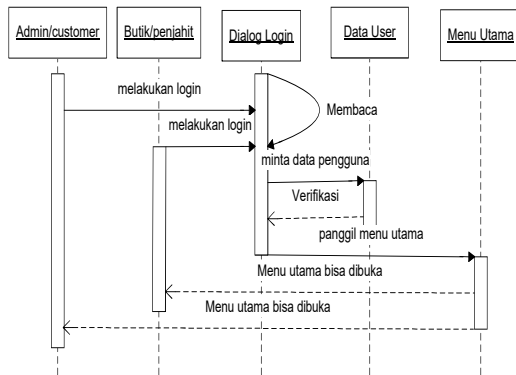 Admin/customer
Butik/penjahit
Dialog Login
Data User
Menu Utama
melakukan login
Membaca
melakukan login
minta data pengguna
Verifikasi
panggil menu utama
Menu utama bisa dibuka
Menu utama bisa dibuka